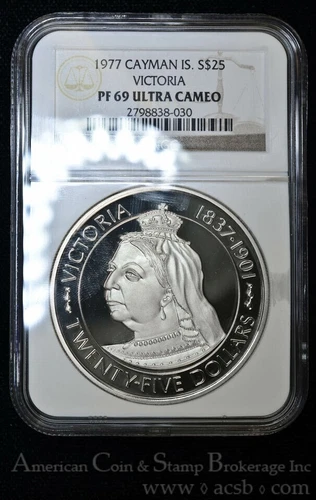 NGC
1977 CAYMAN IS. S$25
VICTORIA
PF 69 ULTRA CAMEO
2798838-030
VICTORIA 1837·1901
TWENTY-FIVE DOLLARS
American Coin & Stamp Brokerage Inc
www acsb.com